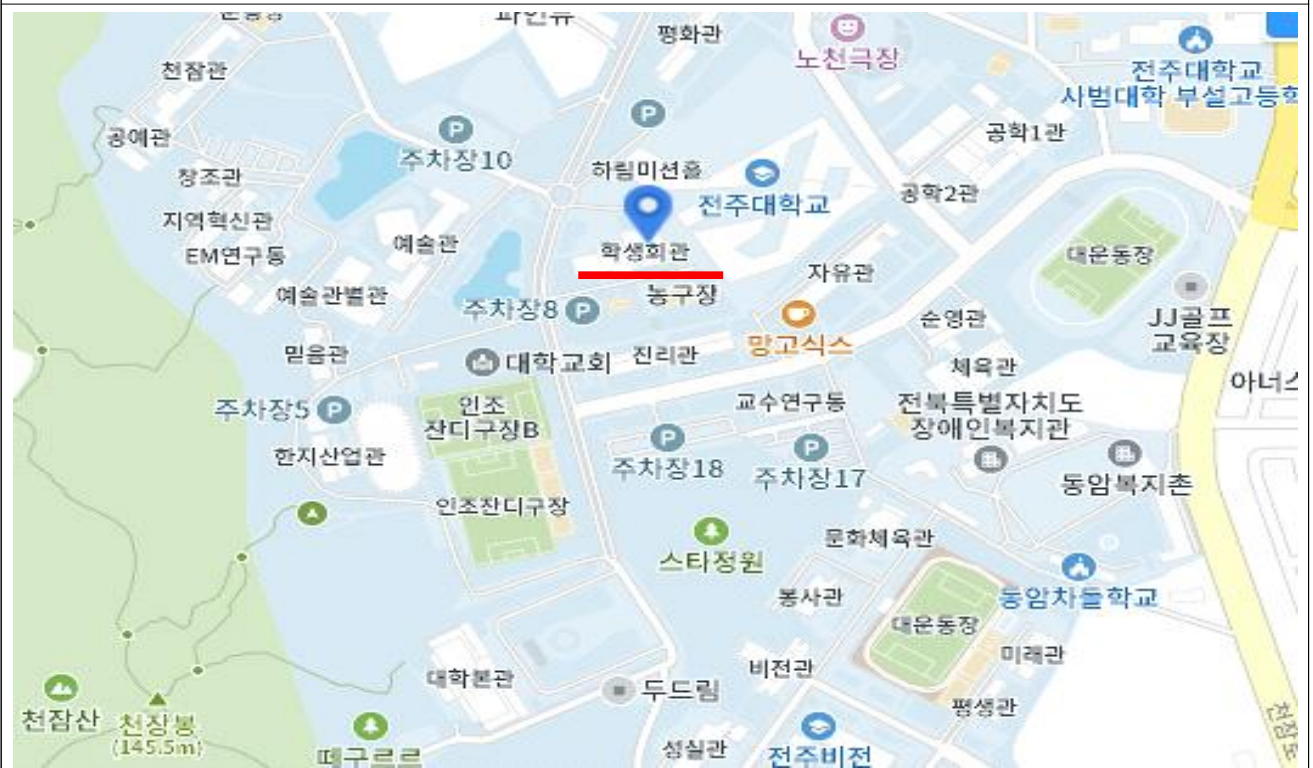 파인뷰
평화관
노천극장
전주대학교
사범대학 부설고등학
천잠관
공예관
주차장10
하림미션홀
공학1관
창조관
전주대학교
공학2관
지역혁신관
EM연구동
예술관
학생회관
자유관
대운동장
예술관별관
주차장8
농구장
망고식스
순영관
JJ골프
교육장
믿음관
대학교회
진리관
체육관
아너스
주차장5
인조
잔디구장B
교수연구동
전북특별자치도
장애인복지관
한지산업관
주차장18
주차장17
동암복지촌
인조잔디구장
스타정원
문화체육관
봉사관
동암차돌학교
대운동장
미래관
대학본관
비전관
두드림
평생관
천잠산
천장봉
(145.5m)
떼구르르
성실관
전주비전
천잠로